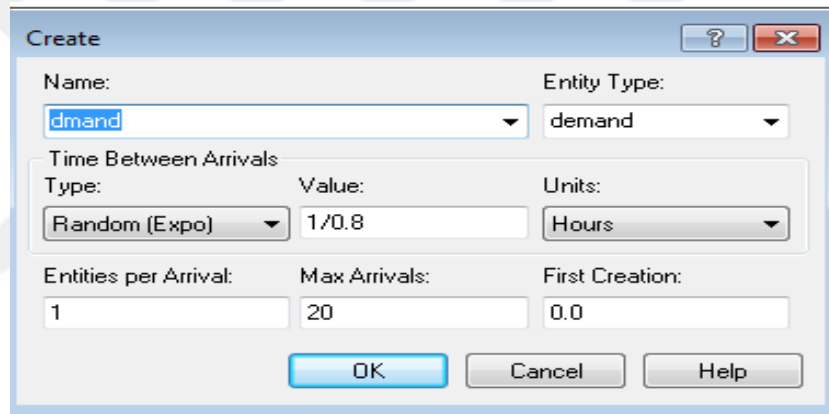 Create
Name: Entity Type:
dmand demand
Time Between Arrivals
Type: Value: Units:
Random (Expo) 1/0.8 Hours
Entities per Arrival: Max Arrivals: First Creation:
1 20 0.0
OK Cancel Help